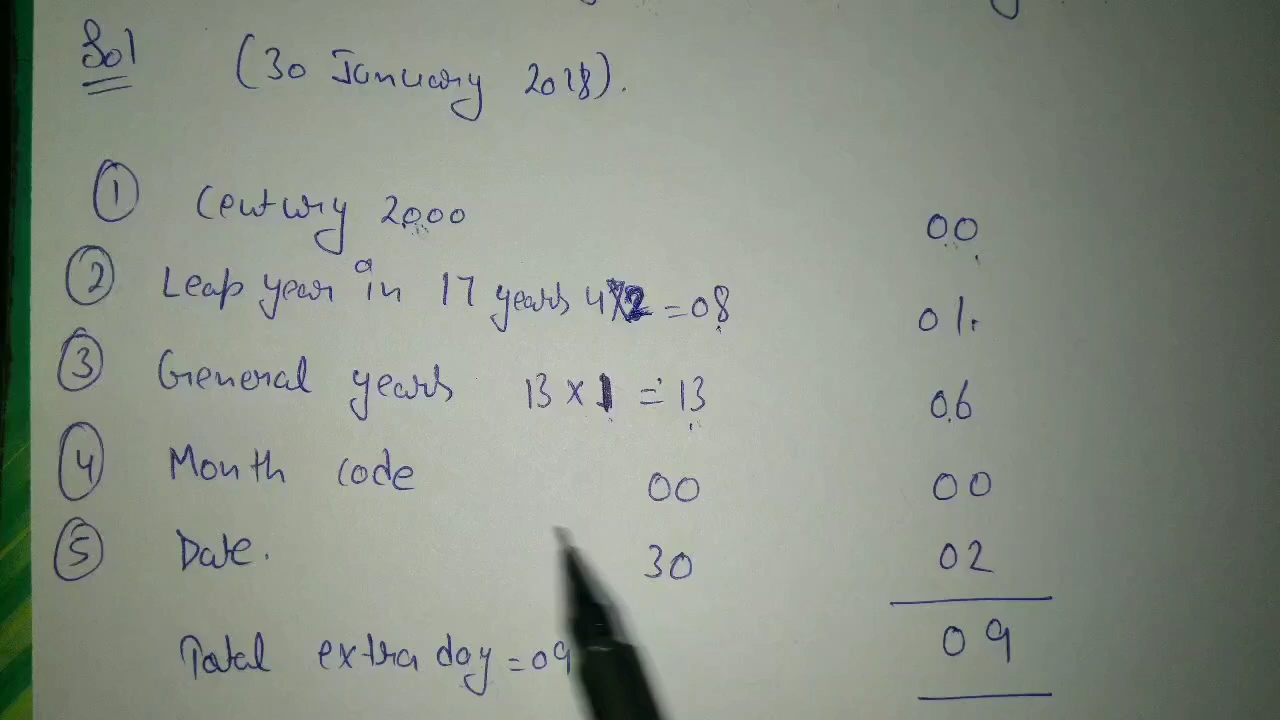 Sol (30 January 2018).
① Century 2000 00
② Leap year in 17 years 4×2 = 08 01.
③ General years 13 × 1 = 13 06
④ Month code 00 00
⑤ Date. 30 02
Total extra day = 09 09